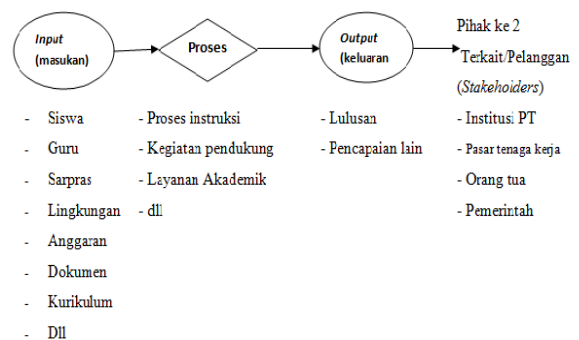 Input
(masukan)
Proses
Output
(keluaran
Pihak ke 2
Terkait/Pelanggan
(Stakehoiders)
- Siswa
- Guru
- Sarpras
- Lingkungan
- Anggaran
- Dokumen
- Kurikulum
- Dll
- Proses instruksi
- Kegiatan pendukung
- Layanan Akademik
- dll
- Lulusan
- Pencapaian lain
- Institusi PT
- Pasar tenaga kerja
- Orang tua
- Pemerintah